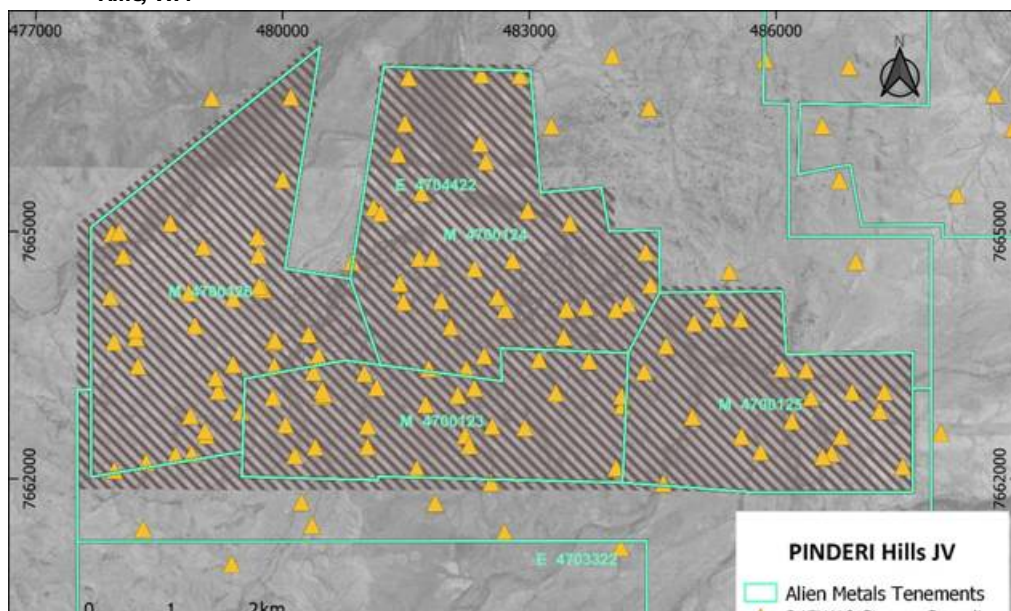 477000 480000 483000 486000
N
E 4704422
7665000 M 4700124 7665000
M 4700126
M 4700123 M 4700125
7662000 7662000
PINDERI Hills JV
E 4703322
Alien Metals Tenements
0 1 2km